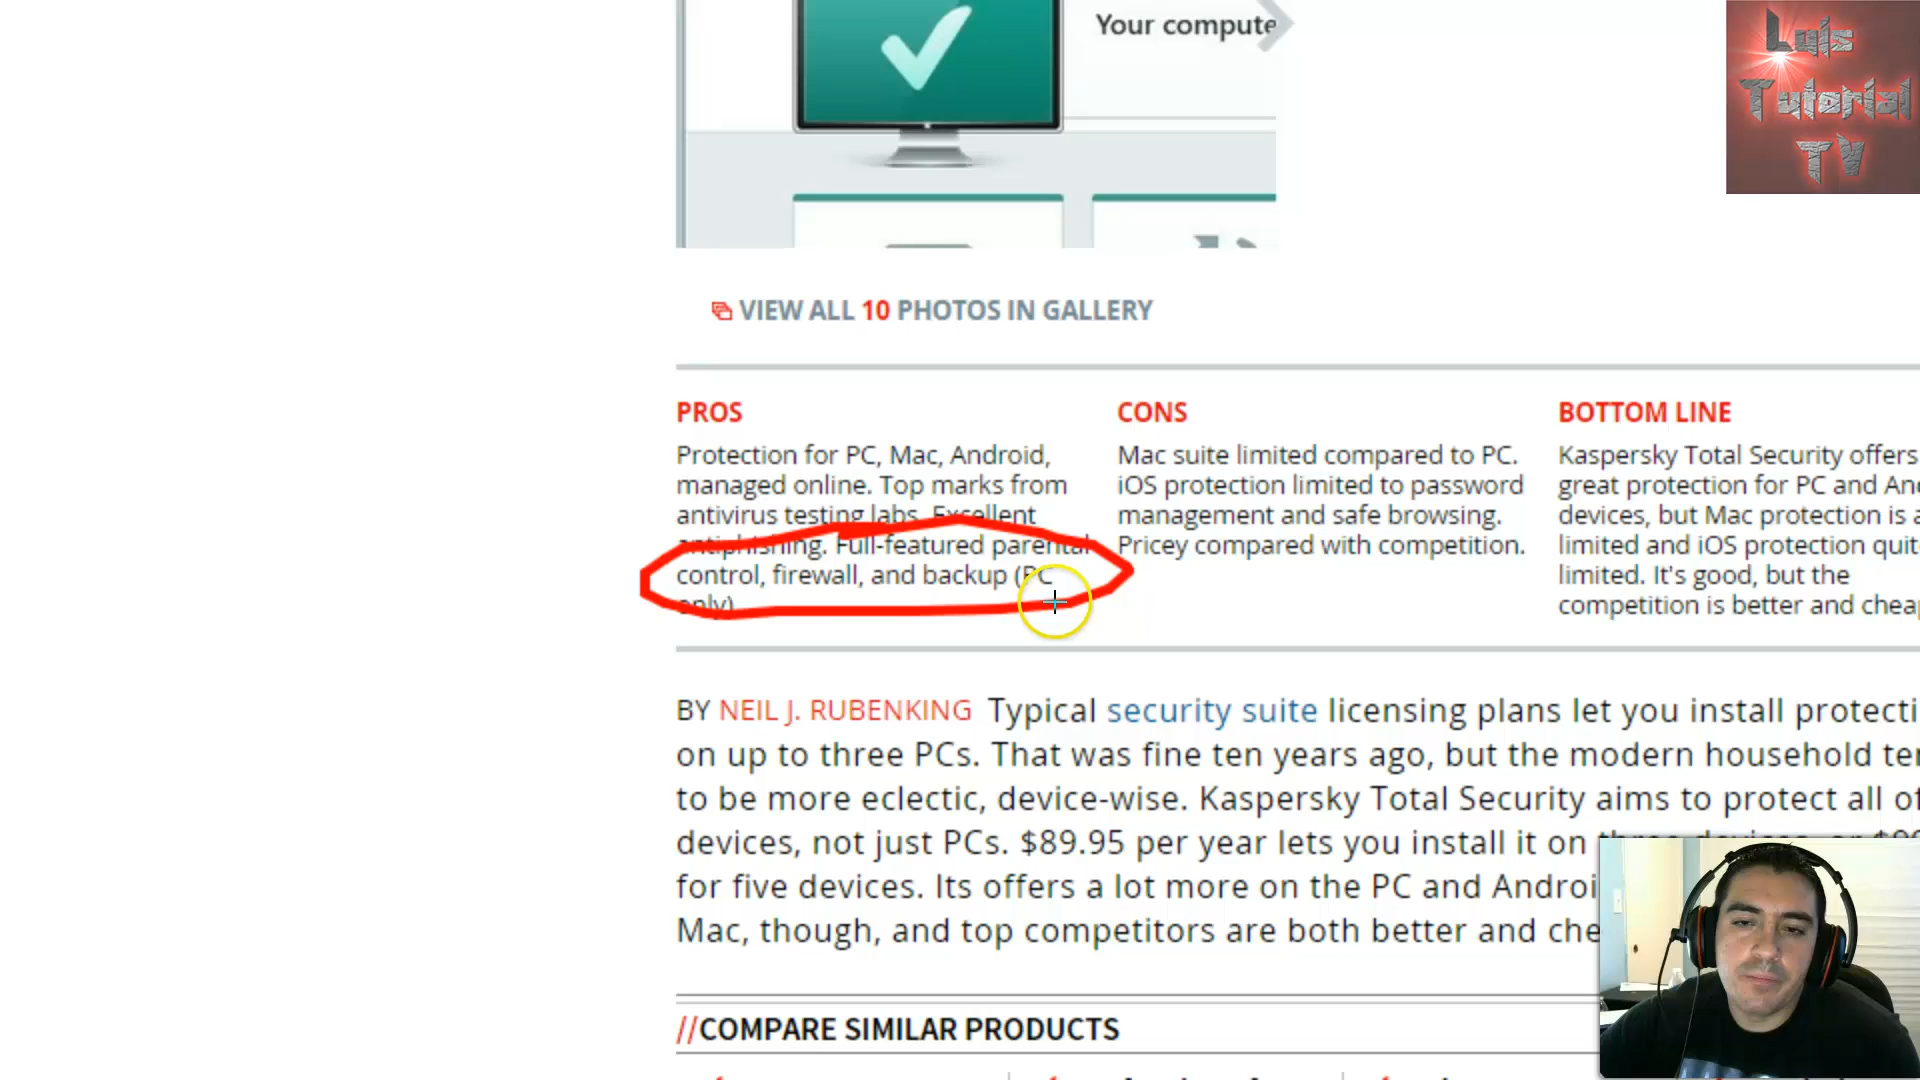 Your compute
Luis
Tutorial
TV
VIEW ALL 10 PHOTOS IN GALLERY
PROS
Protection for PC, Mac, Android,
managed online. Top marks from
antivirus testing labs. Excellent
antiphishing. Full-featured parental
control, firewall, and backup (PC
only).
CONS
Mac suite limited compared to PC.
iOS protection limited to password
management and safe browsing.
Pricey compared with competition.
BOTTOM LINE
Kaspersky Total Security offers
great protection for PC and An
devices, but Mac protection is a
limited and iOS protection quit
limited. It's good, but the
competition is better and chea
BY NEIL J. RUBENKING Typical security suite licensing plans let you install protecti
on up to three PCs. That was fine ten years ago, but the modern household te
to be more eclectic, device-wise. Kaspersky Total Security aims to protect all of
devices, not just PCs. $89.95 per year lets you install it on three devices, or
for five devices. Its offers a lot more on the PC and Androi
Mac, though, and top competitors are both better and che
//COMPARE SIMILAR PRODUCTS